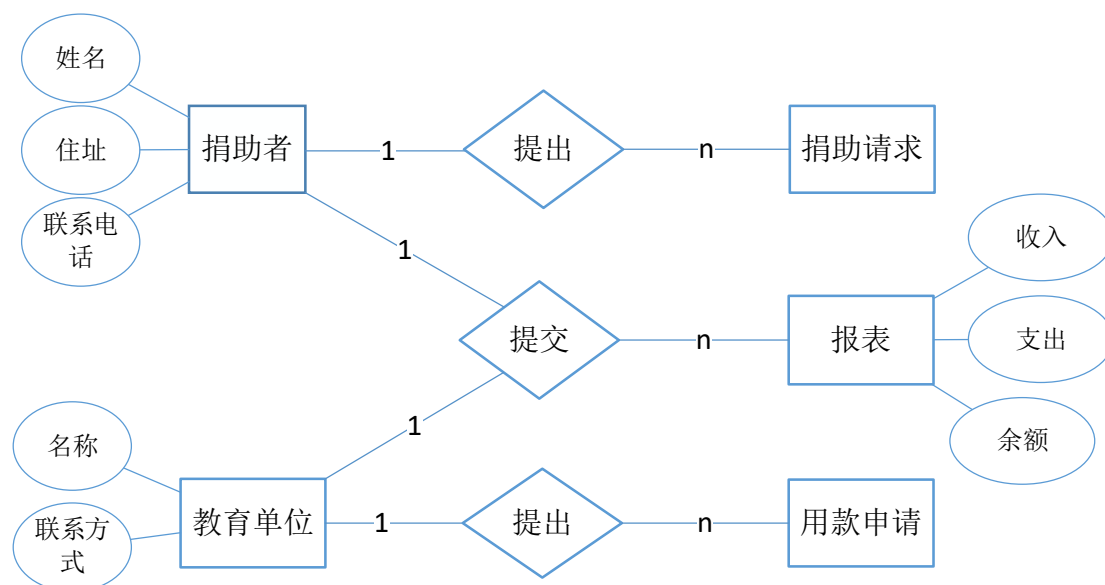 姓名
住址
联系电
话
捐助者
1
提出
n
捐助请求
1
收入
提交
n
报表
支出
余额
1
名称
联系方
式
教育单位
1
提出
n
用款申请